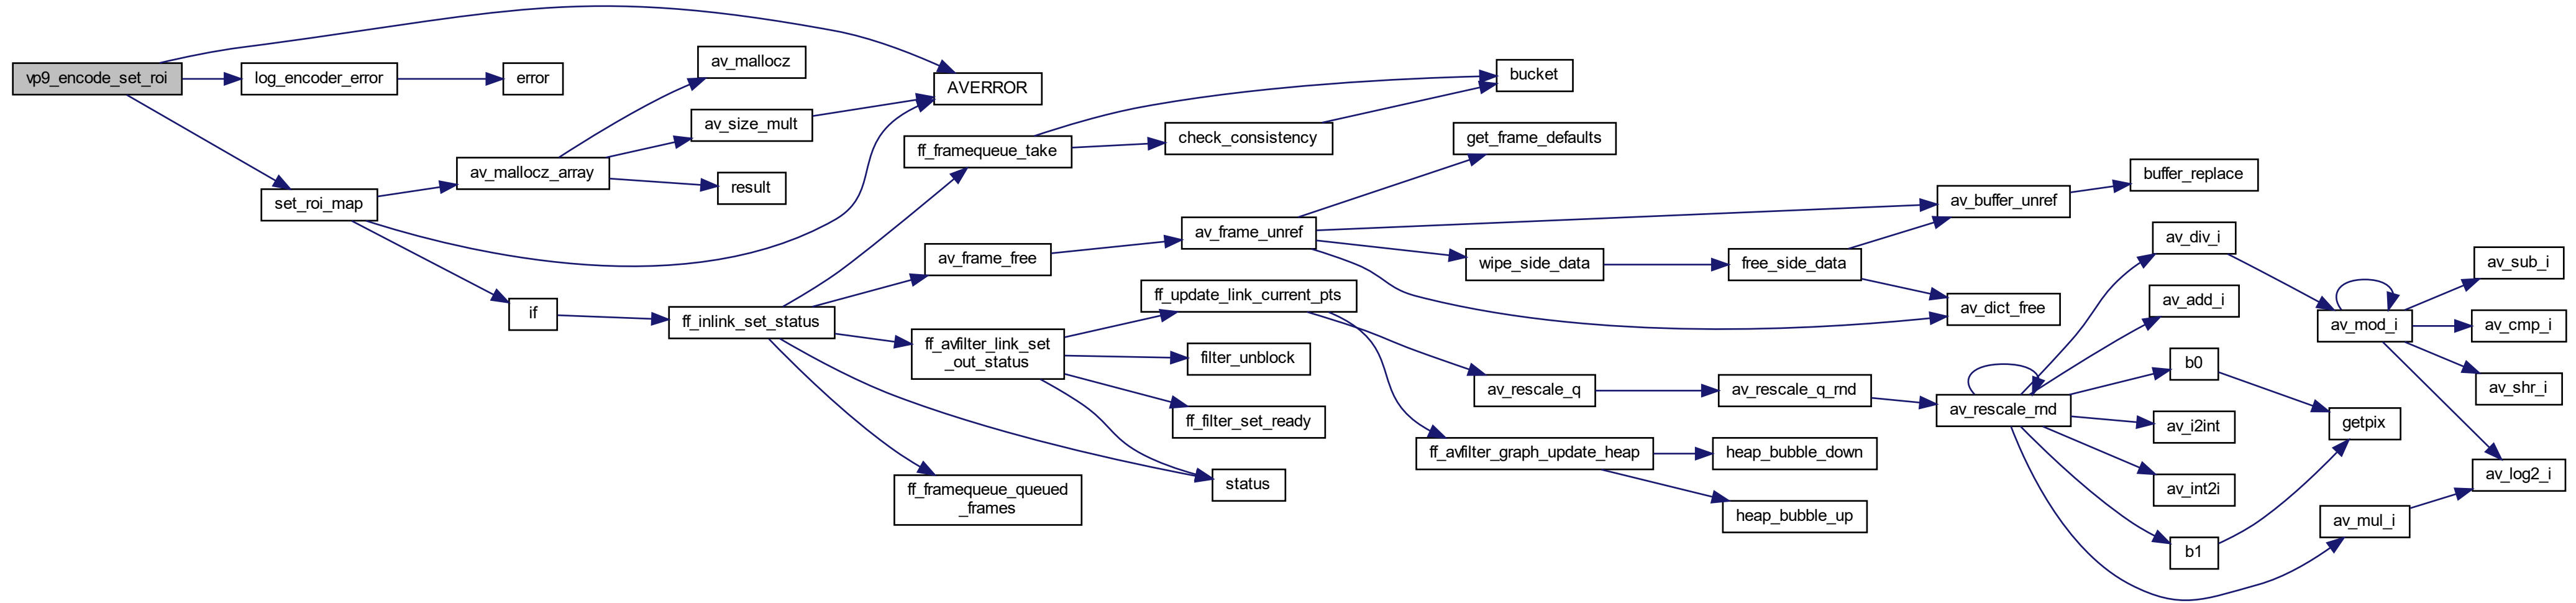 vp9_encode_set_roi
log_encoder_error
error
set_roi_map
av_mallocz_array
av_mallocz
av_size_mult
result
AVERROR
if
ff_inlink_set_status
ff_framequeue_take
av_frame_free
ff_avfilter_link_set
_out_status
ff_framequeue_queued
_frames
bucket
check_consistency
av_frame_unref
ff_update_link_current_pts
filter_unblock
ff_filter_set_ready
status
get_frame_defaults
wipe_side_data
av_rescale_q
ff_avfilter_graph_update_heap
free_side_data
av_rescale_q_rnd
heap_bubble_down
heap_bubble_up
av_buffer_unref
av_dict_free
av_rescale_rnd
buffer_replace
av_div_i
av_add_i
b0
av_i2int
av_int2i
b1
av_mod_i
getpix
av_mul_i
av_sub_i
av_cmp_i
av_shr_i
av_log2_i